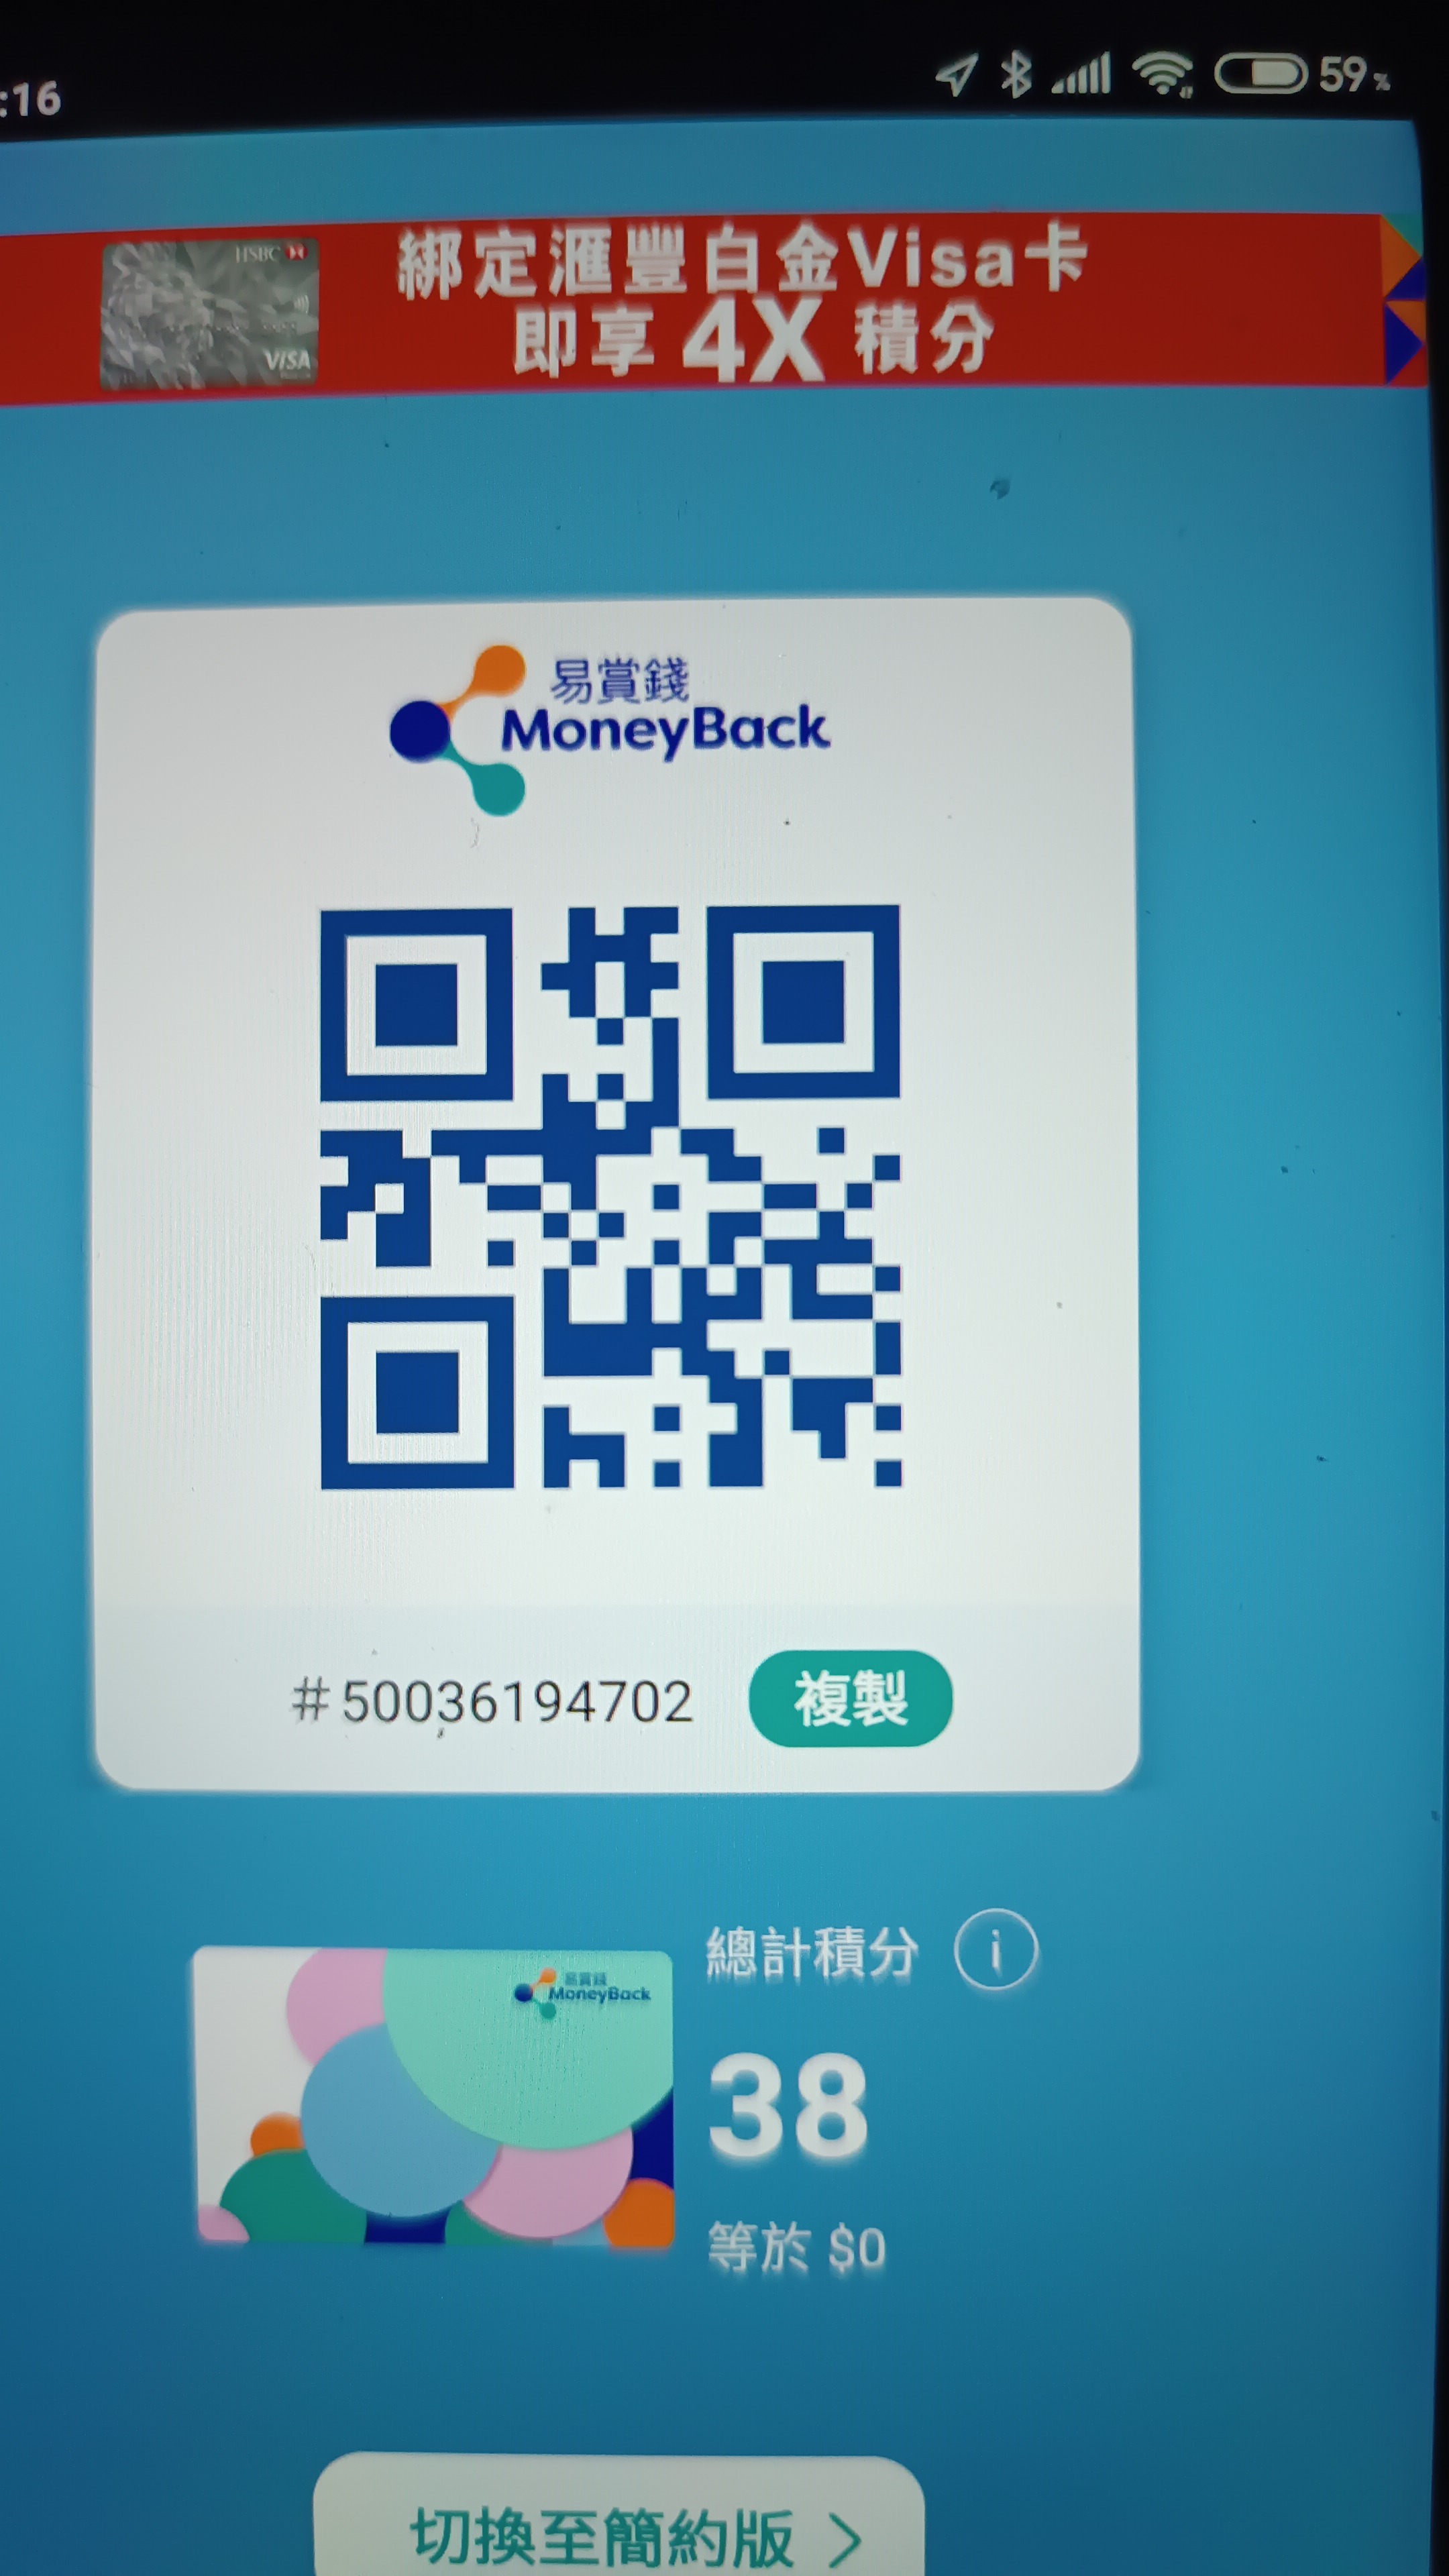 :16
59%
HSBC
VISA
綁定滙豐白金Visa卡
即享 4X 積分
易賞錢
MoneyBack
#50036194702
複製
易賞錢
MoneyBack
總計積分
i
38
等於 $0
切換至簡約版 >